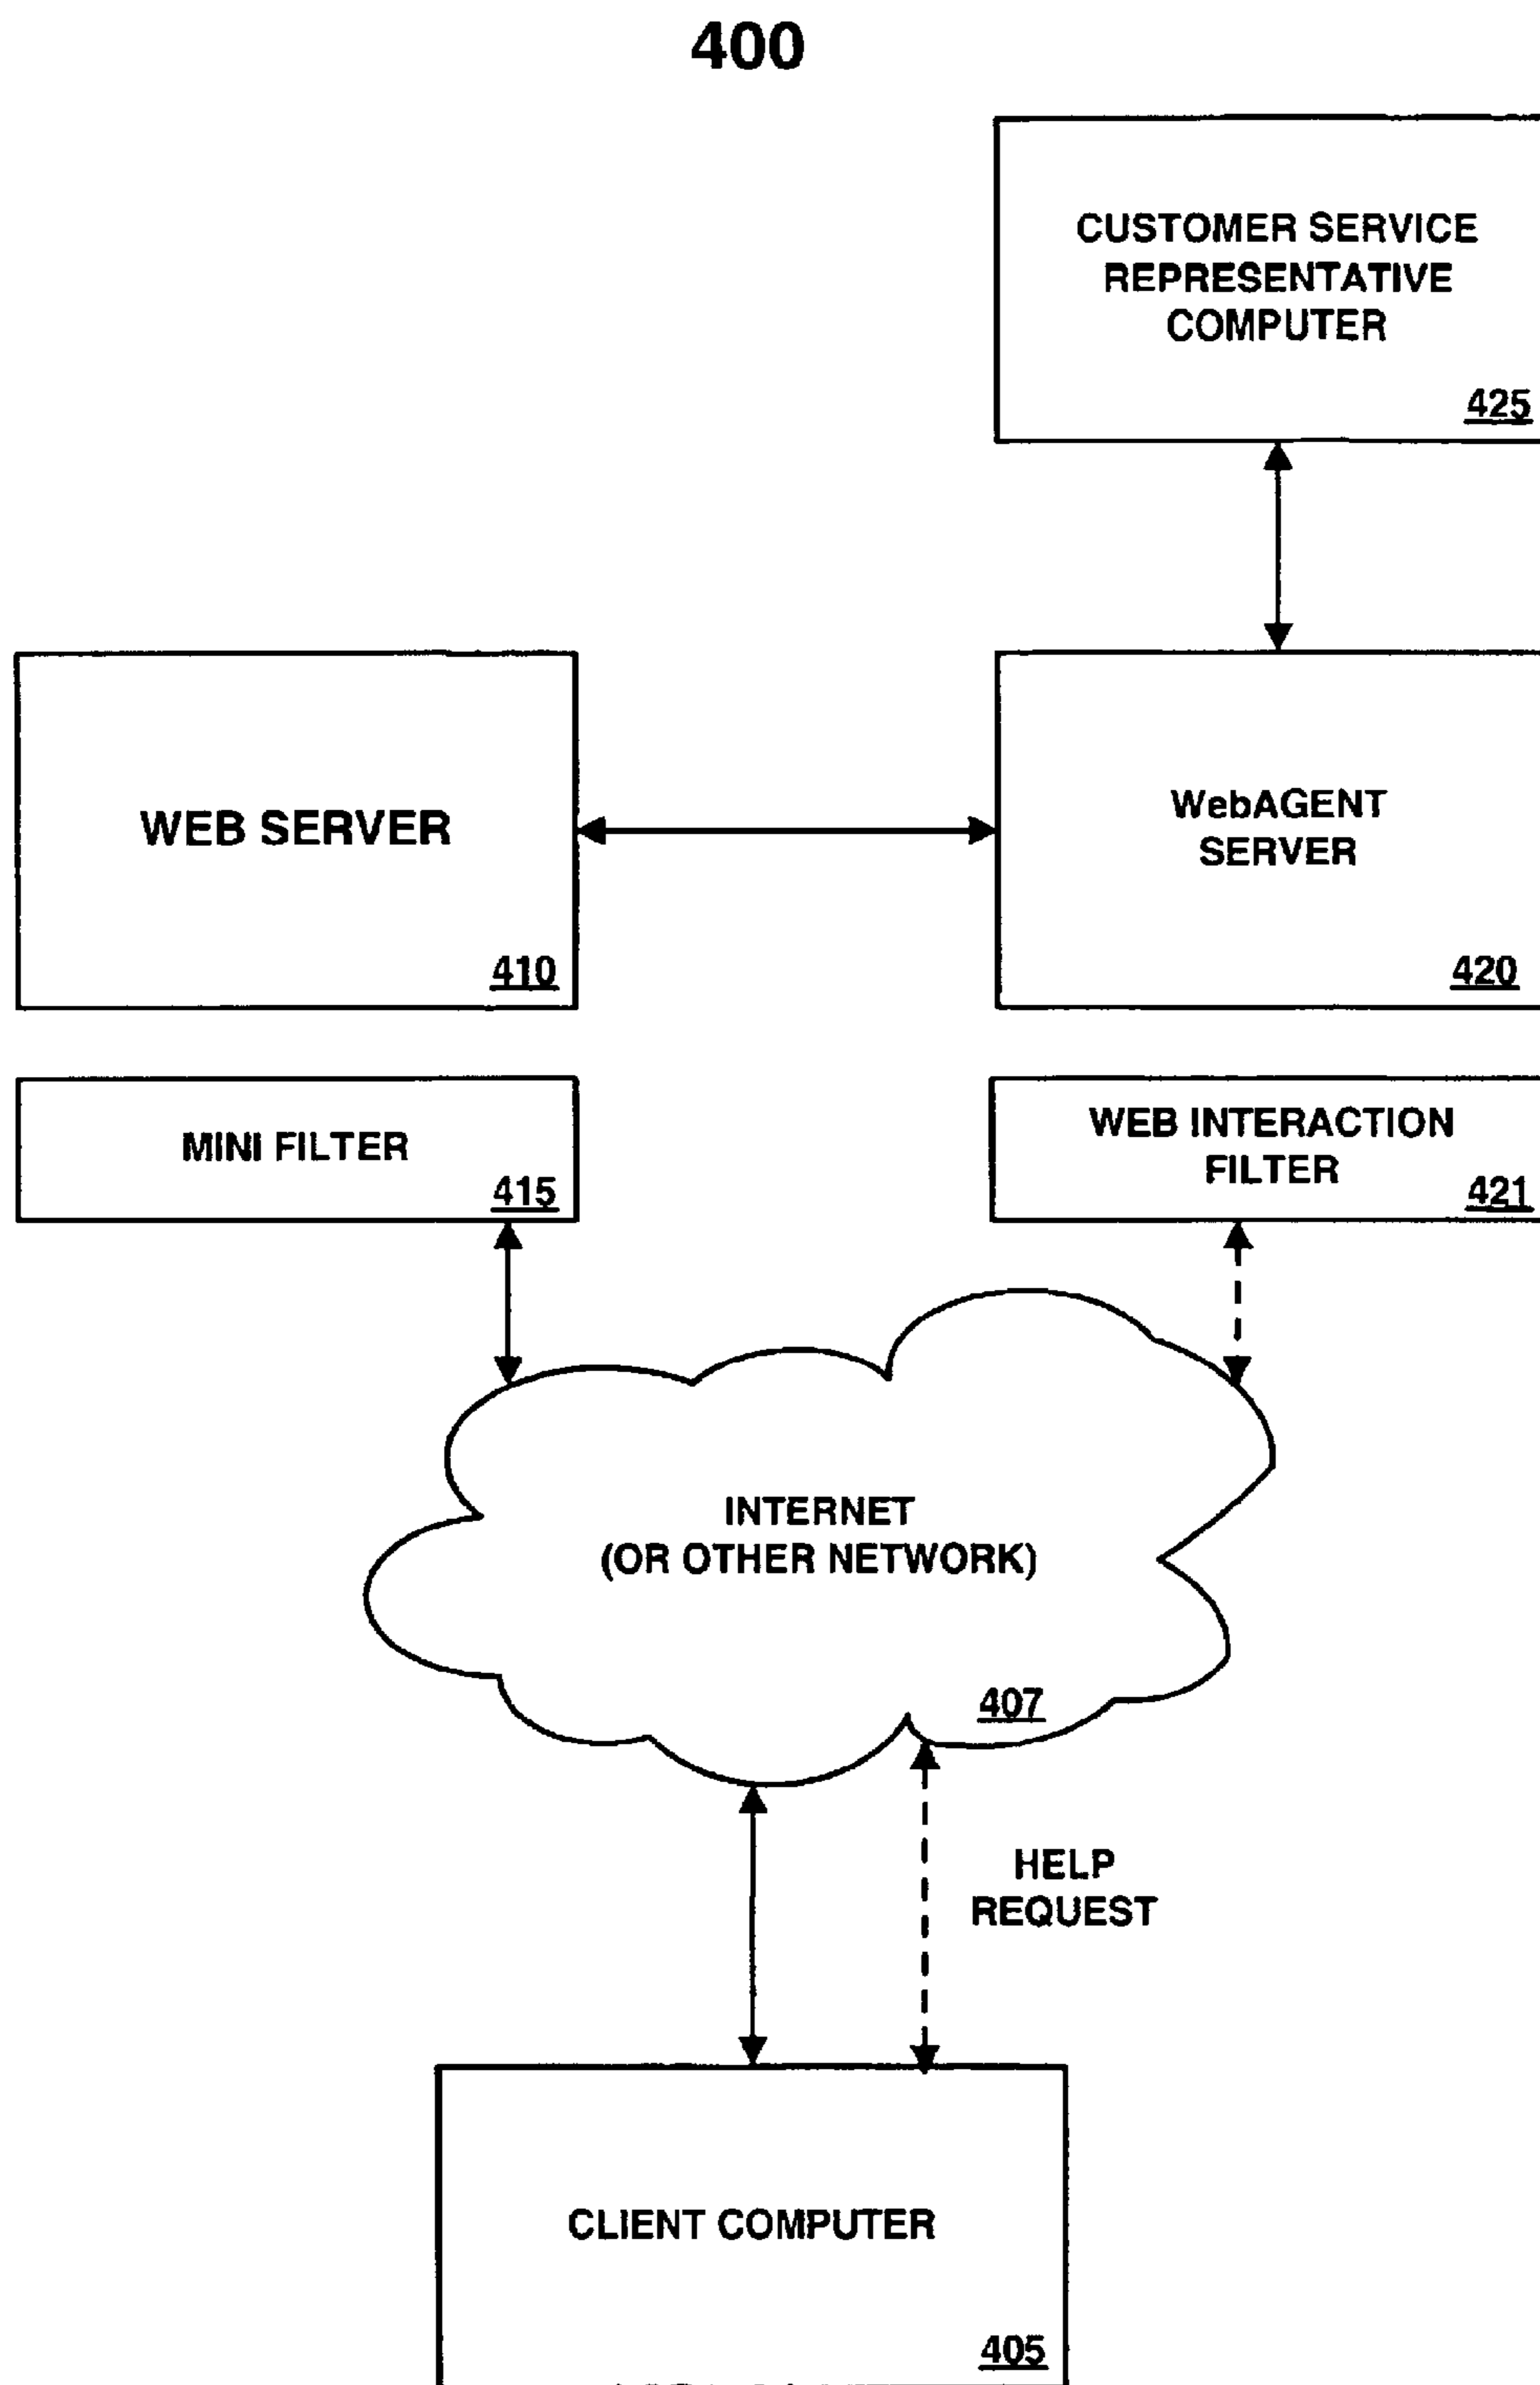 400
CUSTOMER SERVICE
REPRESENTATIVE
COMPUTER
425
WEB SERVER
410
WebAGENT
SERVER
420
MINI FILTER
415
WEB INTERACTION
FILTER
421
INTERNET
(OR OTHER NETWORK)
407
HELP
REQUEST
CLIENT COMPUTER
405